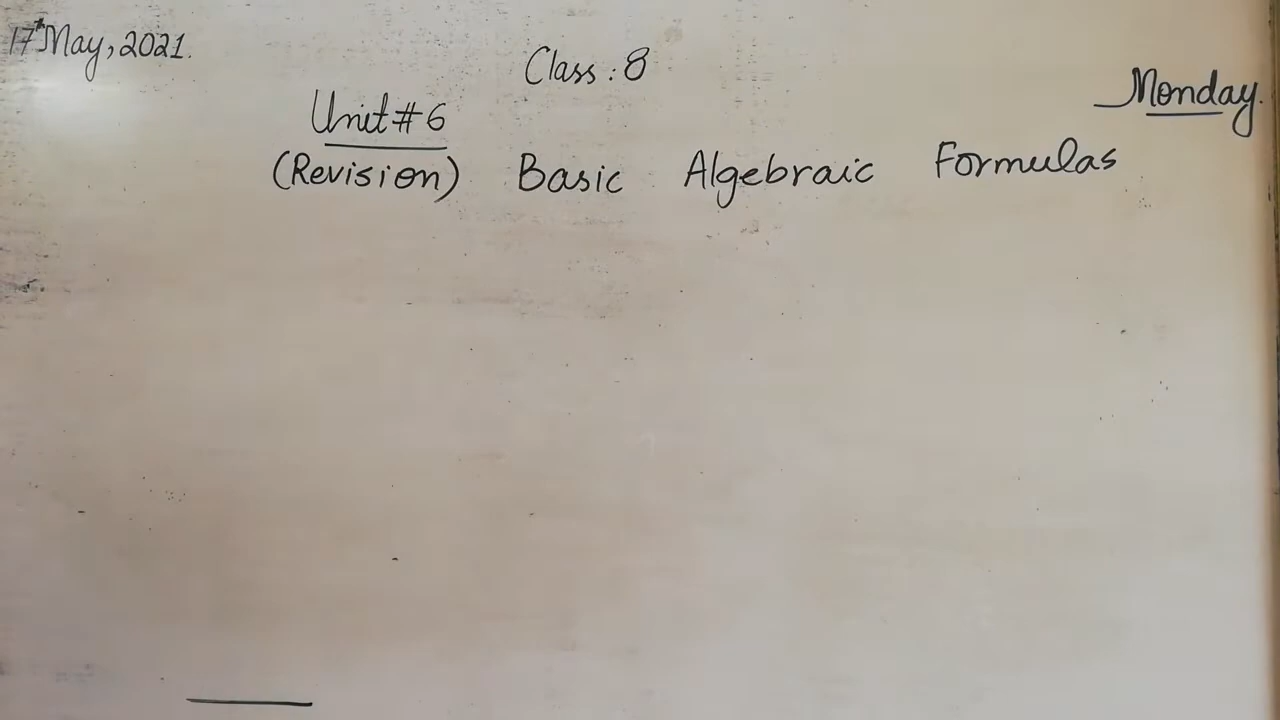 17th May, 2021.
Class : 8
Monday.
Unit # 6
(Revision) Basic Algebraic Formulas